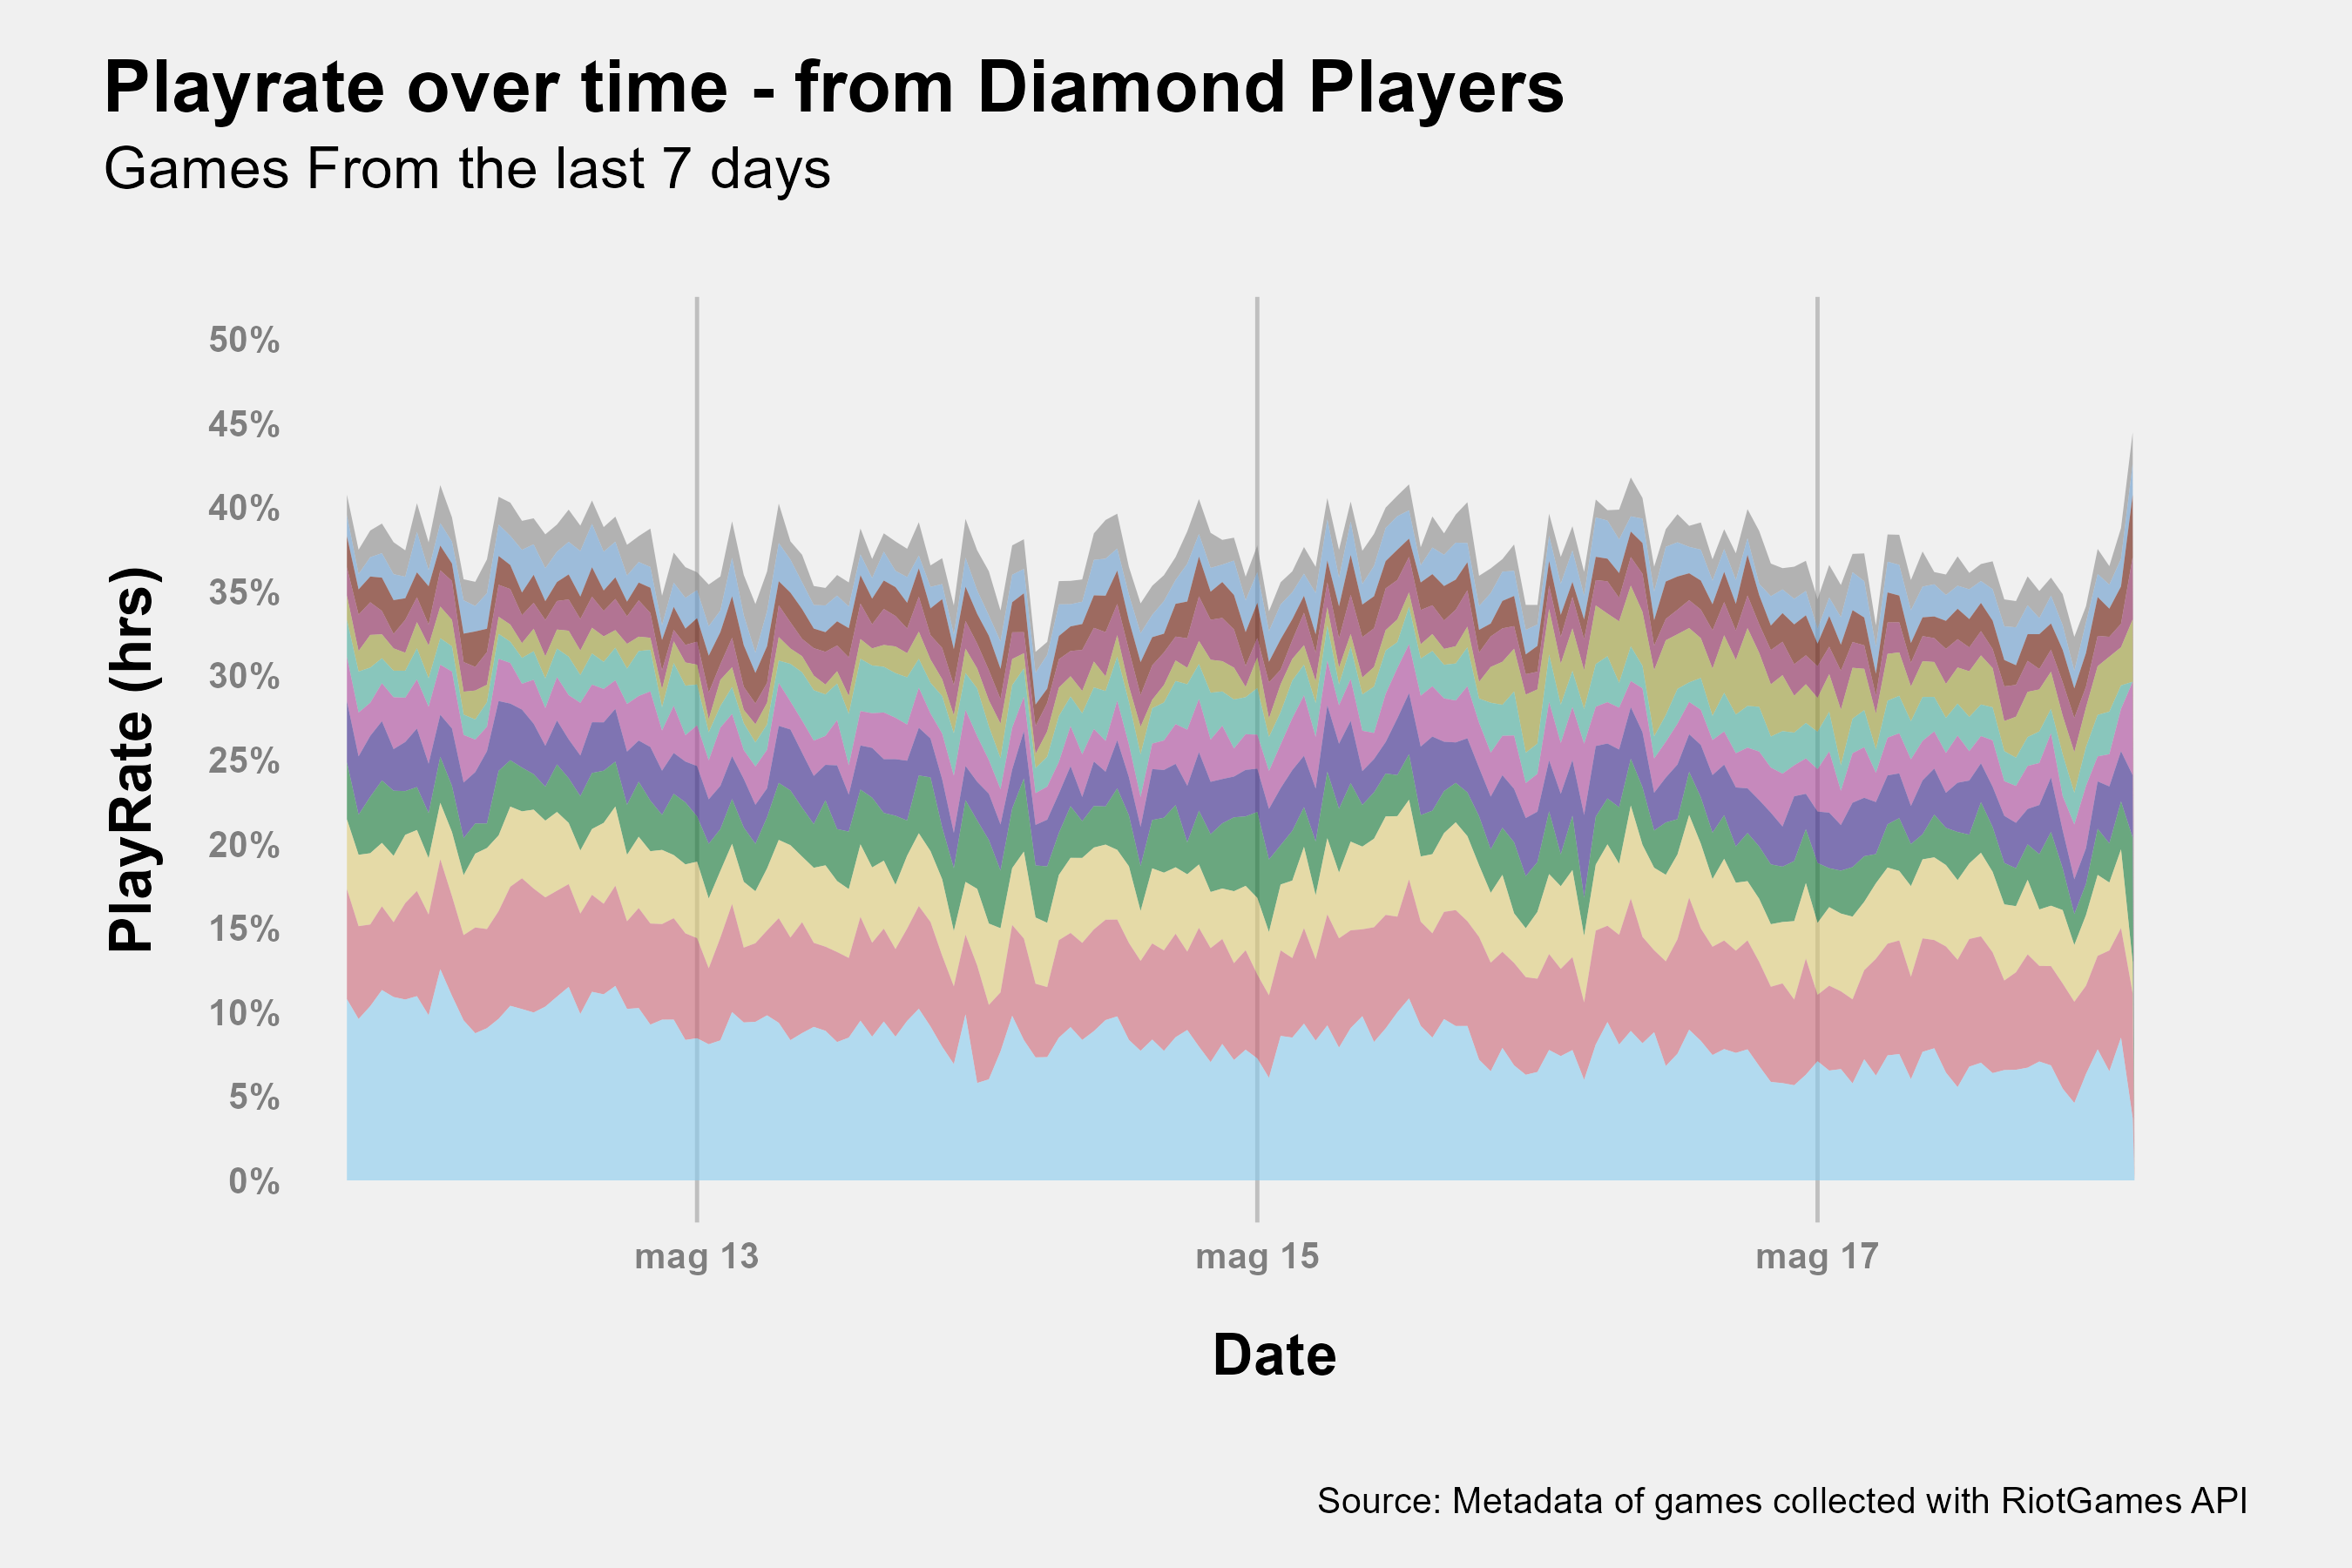 Playrate over time - from Diamond Players
Games From the last 7 days
50%
45%
40%
35%
30%
25%
20%
15%
10%
5%
0%
PlayRate (hrs)
mag 13
mag 15
mag 17
Date
Source: Metadata of games collected with RiotGames API